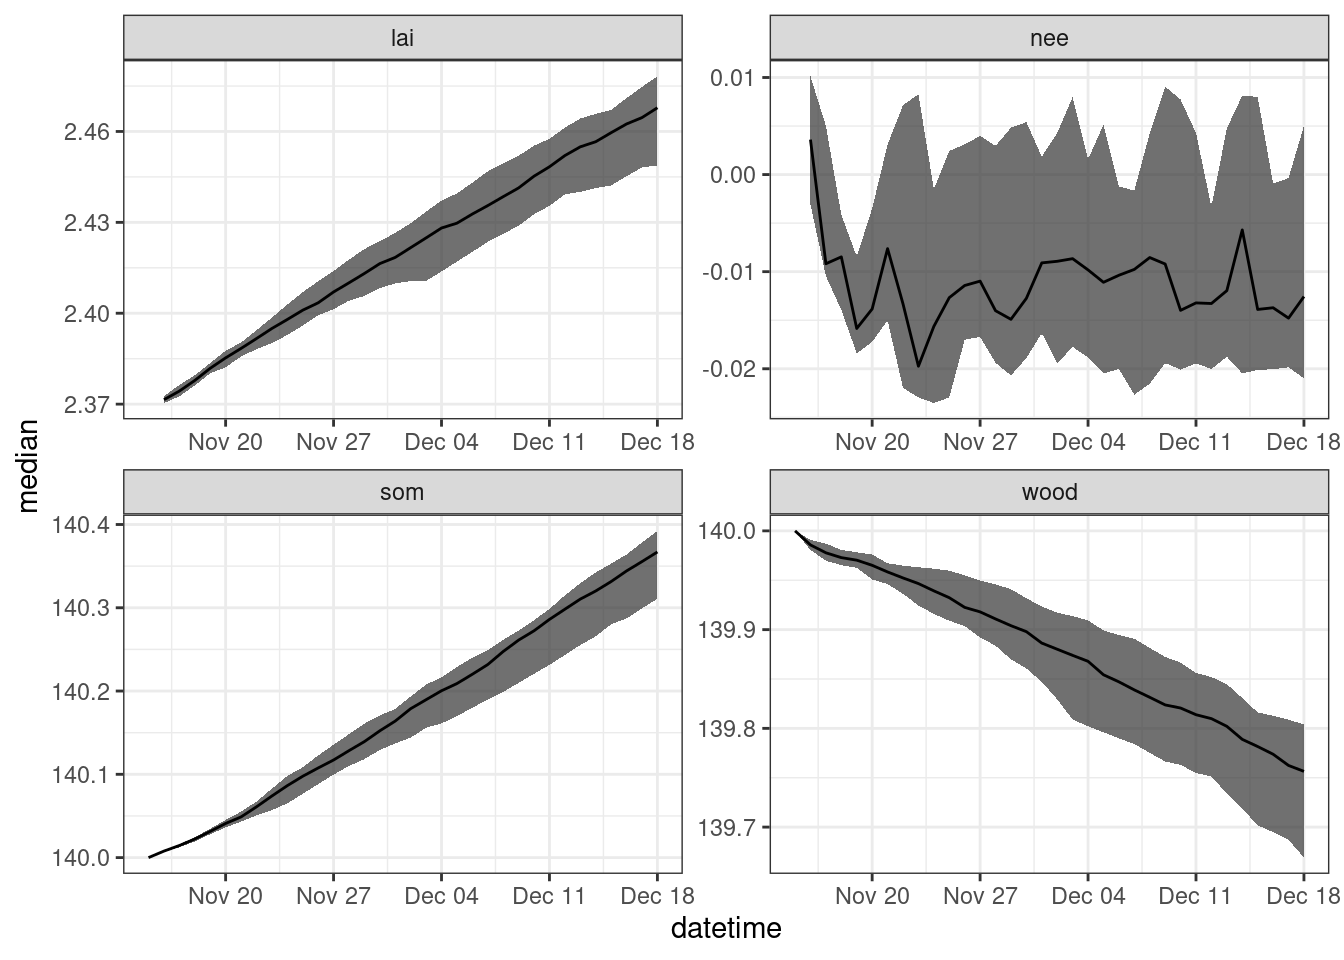 lai
nee
2.46
2.43
2.40
2.37
0.01
0.00
-0.01
-0.02
Nov 20 Nov 27 Dec 04 Dec 11 Dec 18
Nov 20 Nov 27 Dec 04 Dec 11 Dec 18
median
som
wood
140.4
140.3
140.2
140.1
140.0
140.0
139.9
139.8
139.7
Nov 20 Nov 27 Dec 04 Dec 11 Dec 18
Nov 20 Nov 27 Dec 04 Dec 11 Dec 18
datetime